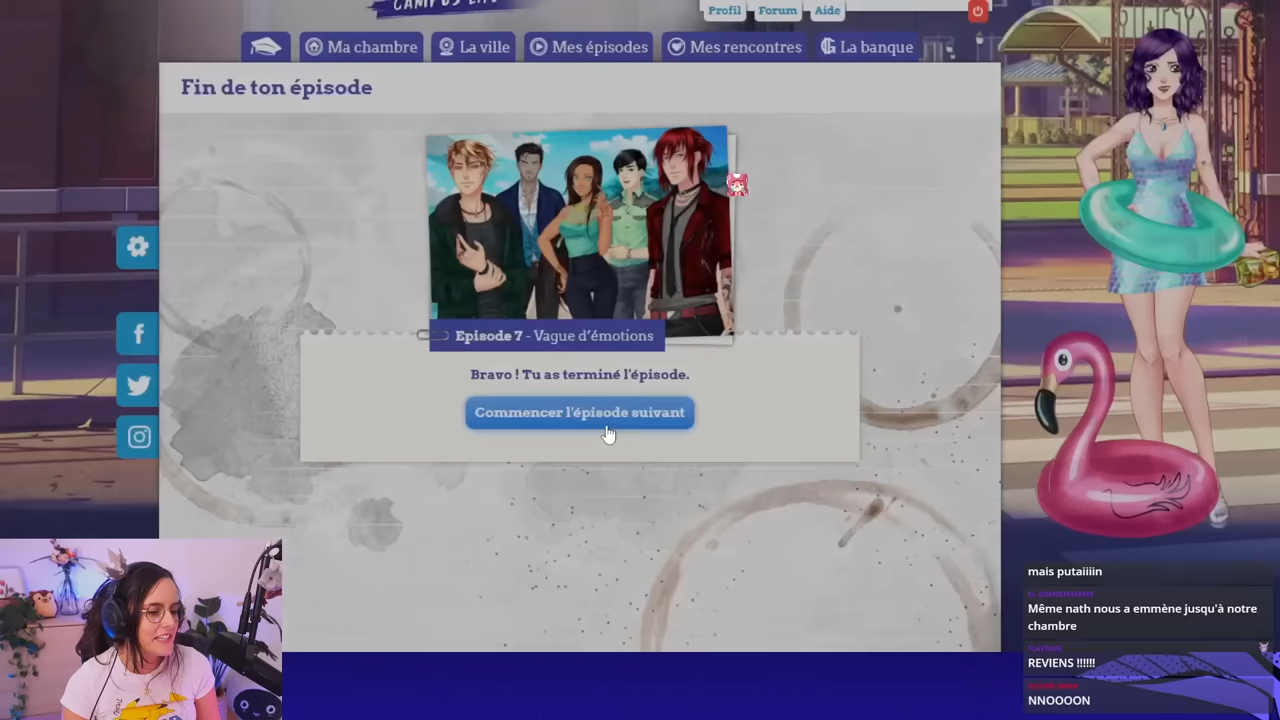 CAMPUS LIFE
Profil
Forum
Aide
Ma chambre
La ville
Mes épisodes
Mes rencontres
La banque
Fin de ton épisode
Episode 7 - Vague d'émotions
Bravo ! Tu as terminé l'épisode.
Commencer l'épisode suivant
mais putaiiiin
Même nath nous a emmène jusqu'à notre
chambre
REVIENS !!!!!!
NNOOOON